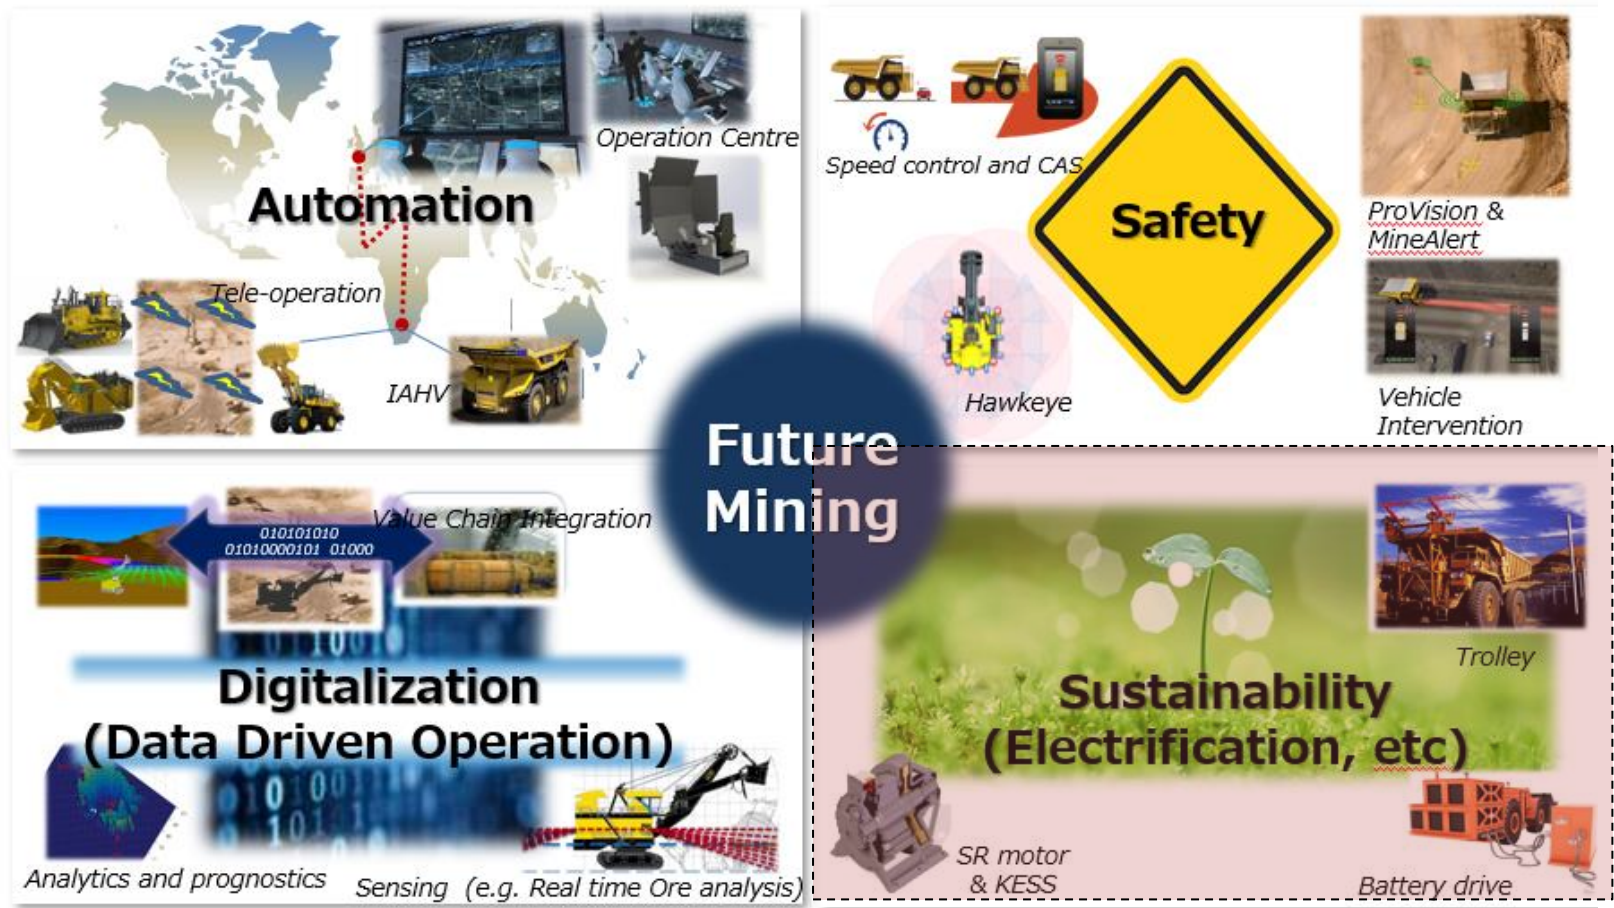 Operation Centre
Automation
Tele-operation
IAHV
Speed control and CAS
Safety
ProVision &
MineAlert
Hawkeye
Vehicle
Intervention
Future
Mining
Value Chain Integration
010101010
01010000101 01000
Digitalization
(Data Driven Operation)
Analytics and prognostics
Sensing (e.g. Real time Ore analysis)
Trolley
Sustainability
(Electrification, etc)
SR motor
& KESS
Battery drive